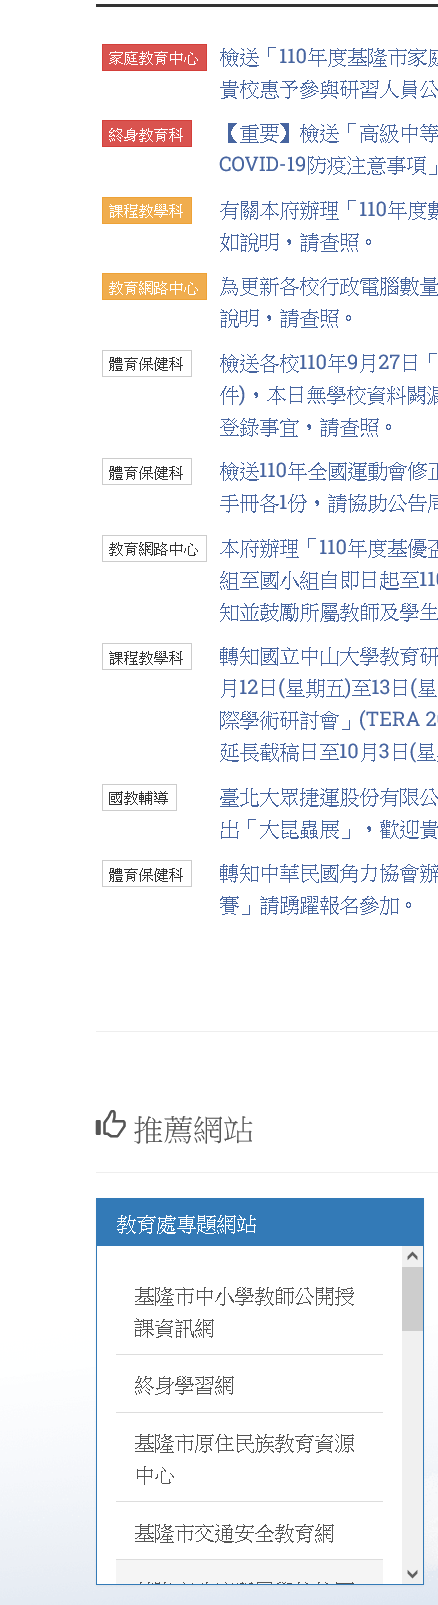 家庭教育中心 檢送「110年度基隆市家庭
貴校惠予參與研習人員公
終身教育科 【重要】檢送「高級中等
COVID-19防疫注意事項」
課程教學科 有關本府辦理「110年度數
如說明，請查照。
教育網路中心 為更新各校行政電腦數量
說明，請查照。
體育保健科 檢送各校110年9月27日「
件)，本日無學校資料闕漏
登錄事宜，請查照。
體育保健科 檢送110年全國運動會修正
手冊各1份，請協助公告周
教育網路中心 本府辦理「110年度基優盃
組至國小組自即日起至110
知並鼓勵所屬教師及學生
課程教學科 轉知國立中山大學教育研
月12日(星期五)至13日(星
際學術研討會」(TERA 20
延長截稿日至10月3日(星
國教輔導 臺北大眾捷運股份有限公
出「大昆蟲展」，歡迎貴
體育保健科 轉知中華民國角力協會辦
賽」請踴躍報名參加。
推薦網站
教育處專題網站
基隆市中小學教師公開授
課資訊網
終身學習網
基隆市原住民族教育資源
中心
基隆市交通安全教育網